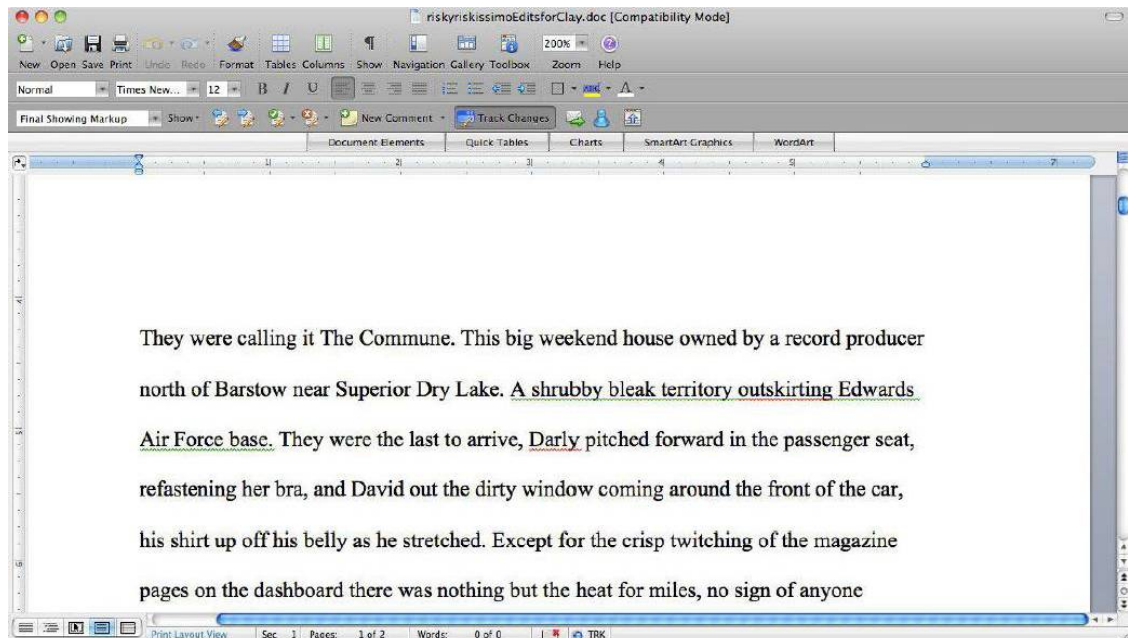 riskyriskissimoEditsforClay.doc [Compatibility Mode]
200%
New Open Save Print Undo Redo Format Tables Columns Show Navigation Gallery Toolbox Zoom Help
Normal Times New... 12 B I U ABC A
Final Showing Markup Show New Comment Track Changes
Document Elements Quick Tables Charts SmartArt Graphics WordArt
1 2 3 4 5 7
They were calling it The Commune. This big weekend house owned by a record producer
north of Barstow near Superior Dry Lake. A shrubby bleak territory outskirting Edwards
Air Force base. They were the last to arrive, Darly pitched forward in the passenger seat,
refastening her bra, and David out the dirty window coming around the front of the car,
his shirt up off his belly as he stretched. Except for the crisp twitching of the magazine
pages on the dashboard there was nothing but the heat for miles, no sign of anyone
Print Layout View Sec 1 Pages: 1 of 2 Words: 0 of 0 TRK